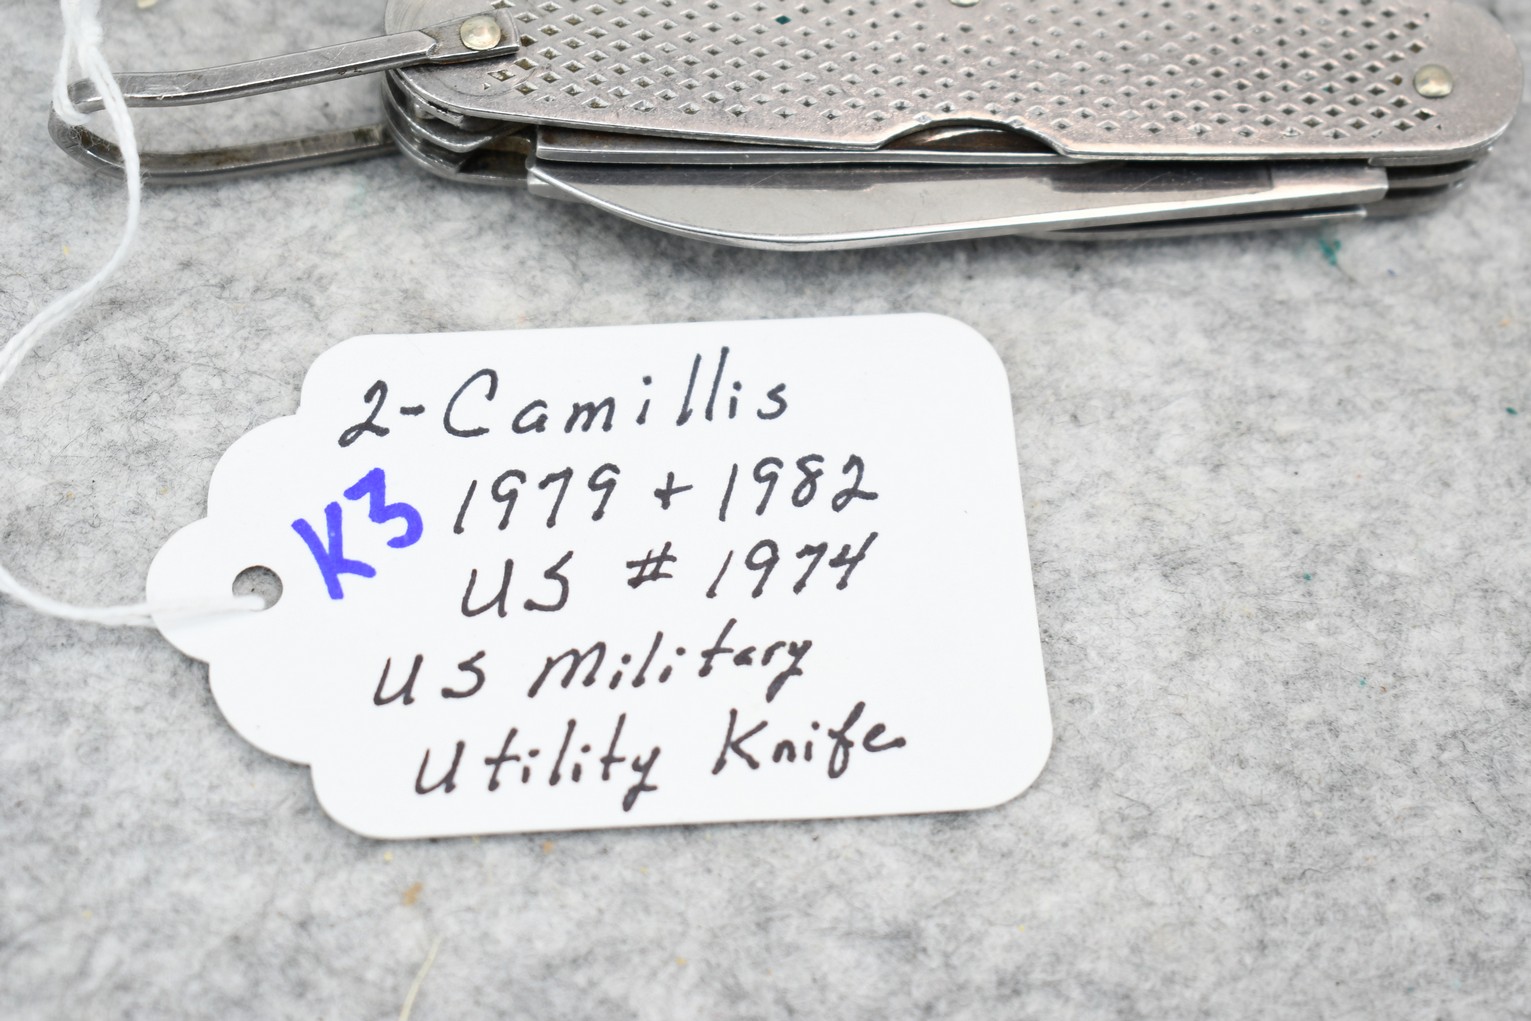 2-Camillis
K3
1979 + 1982
US # 1974
US Military
Utility Knife